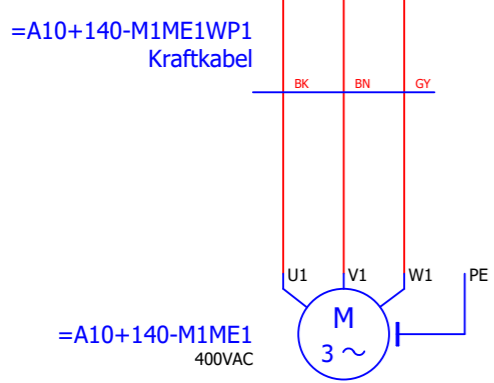 =A10+140-M1ME1WP1
Kraftkabel
BK BN GY
U1 V1 W1 PE
M
3 ~
=A10+140-M1ME1
400VAC